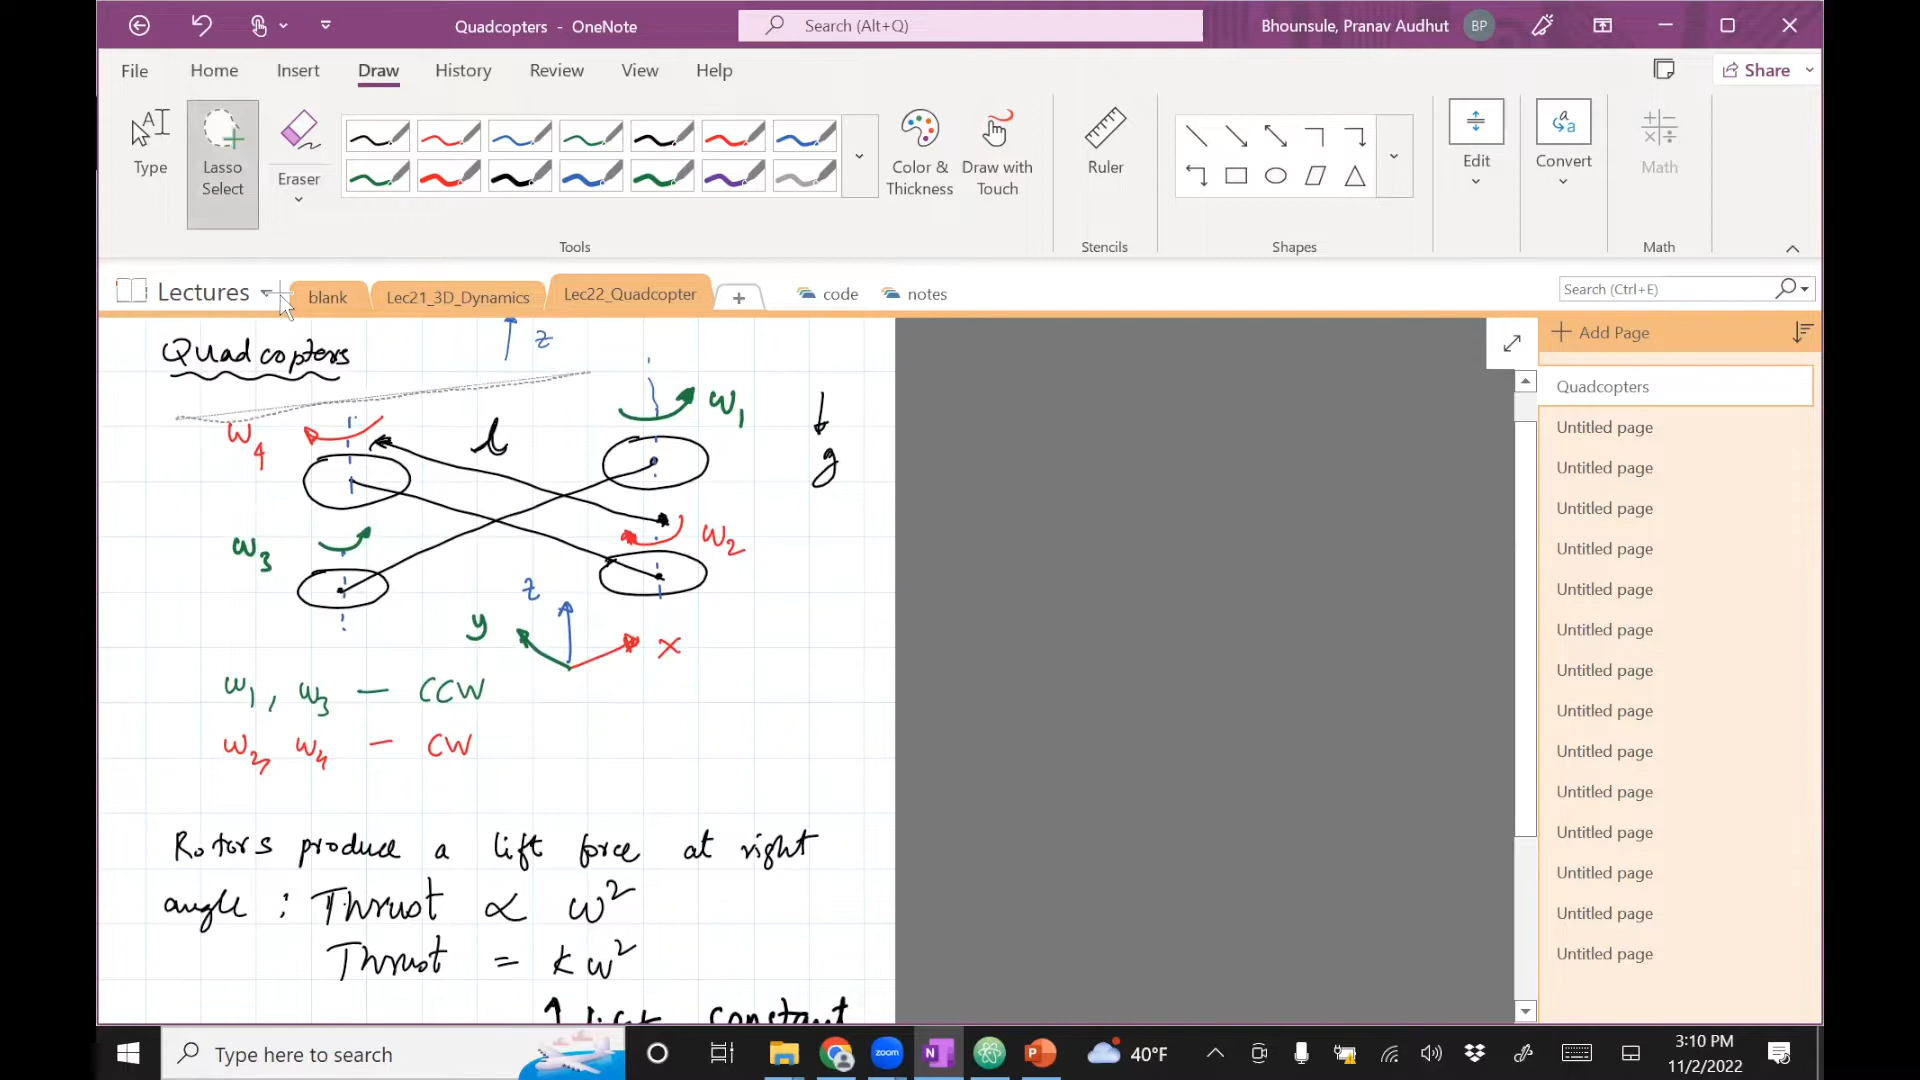 Quadcopters - OneNote
Search (Alt+Q)
Bhounsule, Pranav Audhut
BP
File Home Insert Draw History Review View Help
Share
Type
Lasso Select
Eraser
Color & Thickness
Draw with Touch
Ruler
Edit
Convert
Math
Tools
Stencils
Shapes
Math
Lectures
blank
Lec21_3D_Dynamics
Lec22_Quadcopter
code
notes
Search (Ctrl+E)
Add Page
Quadcopters
Untitled page
Untitled page
Untitled page
Untitled page
Untitled page
Untitled page
Untitled page
Untitled page
Untitled page
Untitled page
Untitled page
Untitled page
Untitled page
Untitled page
Quadcopters
z
ω1
ω4
l
g
ω3
ω2
z
y
x
ω1, ω3 — CCW
ω2, ω4 — CW
Rotors produce a lift force at right
angle : Thrust ∝ ω²
Thrust = k ω²
lift constant
Type here to search
zoom
40°F
3:10 PM
11/2/2022